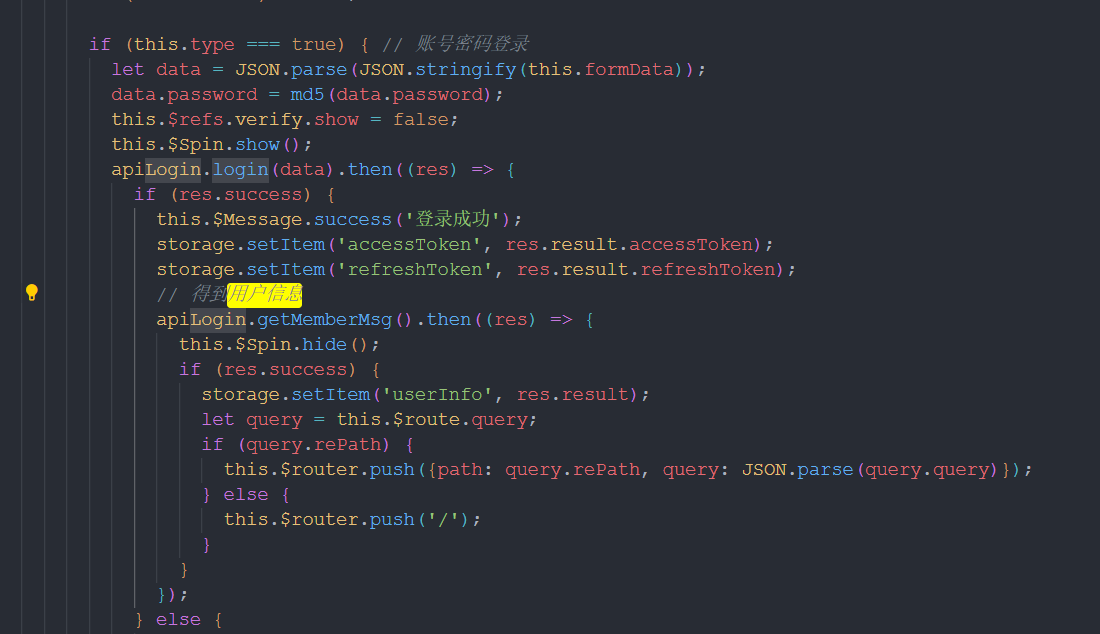 if (this.type === true) { // 账号密码登录
let data = JSON.parse(JSON.stringify(this.formData));
data.password = md5(data.password);
this.$refs.verify.show = false;
this.$Spin.show();
apiLogin.login(data).then((res) => {
if (res.success) {
this.$Message.success('登录成功');
storage.setItem('accessToken', res.result.accessToken);
storage.setItem('refreshToken', res.result.refreshToken);
// 得到用户信息
apiLogin.getMemberMsg().then((res) => {
this.$Spin.hide();
if (res.success) {
storage.setItem('userInfo', res.result);
let query = this.$route.query;
if (query.rePath) {
this.$router.push({path: query.rePath, query: JSON.parse(query.query)});
} else {
this.$router.push('/');
}
}
});
} else {